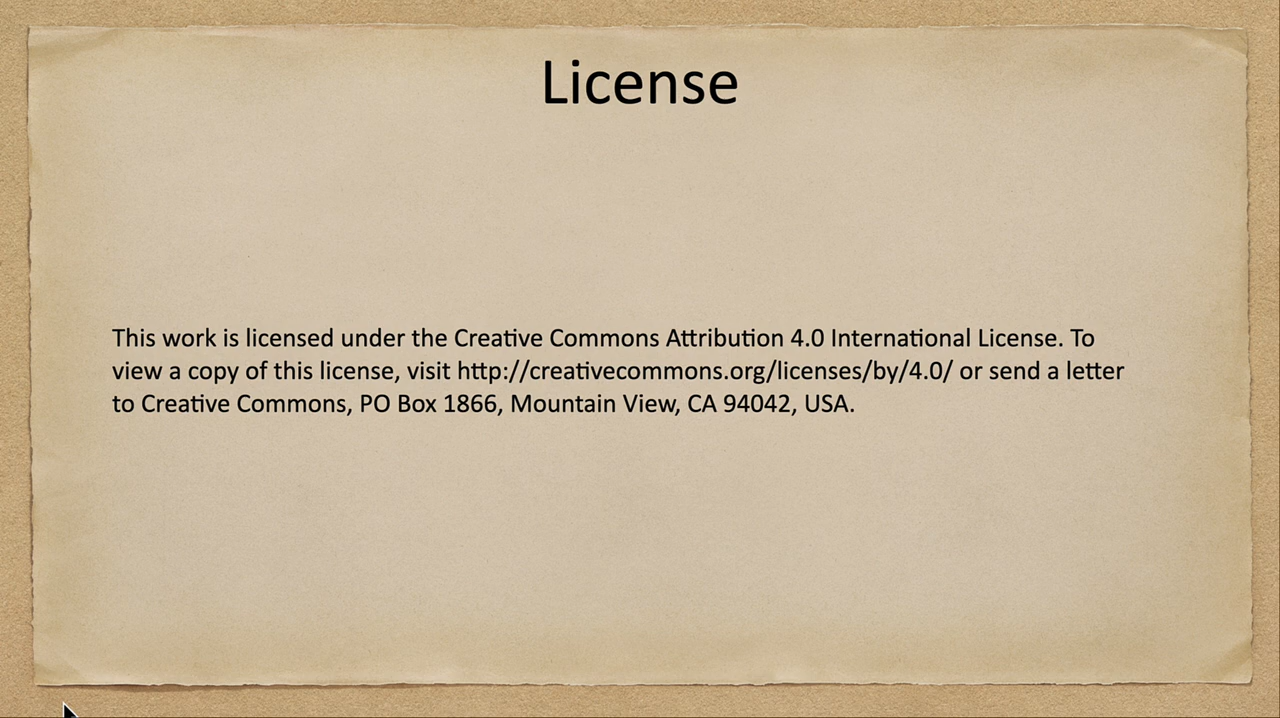 License
This work is licensed under the Creative Commons Attribution 4.0 International License. To
view a copy of this license, visit http://creativecommons.org/licenses/by/4.0/ or send a letter
to Creative Commons, PO Box 1866, Mountain View, CA 94042, USA.